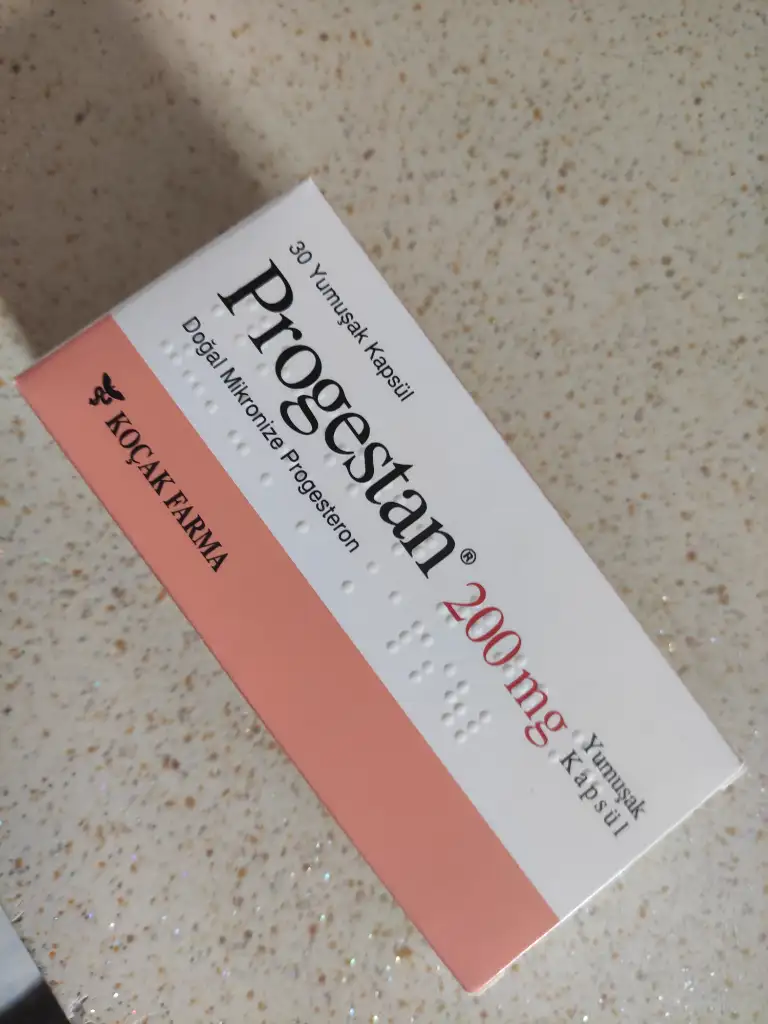 30 Yumuşak Kapsül
Progestan® 200 mg Yumuşak Kapsül
Doğal Mikronize Progesteron
KOÇAK FARMA